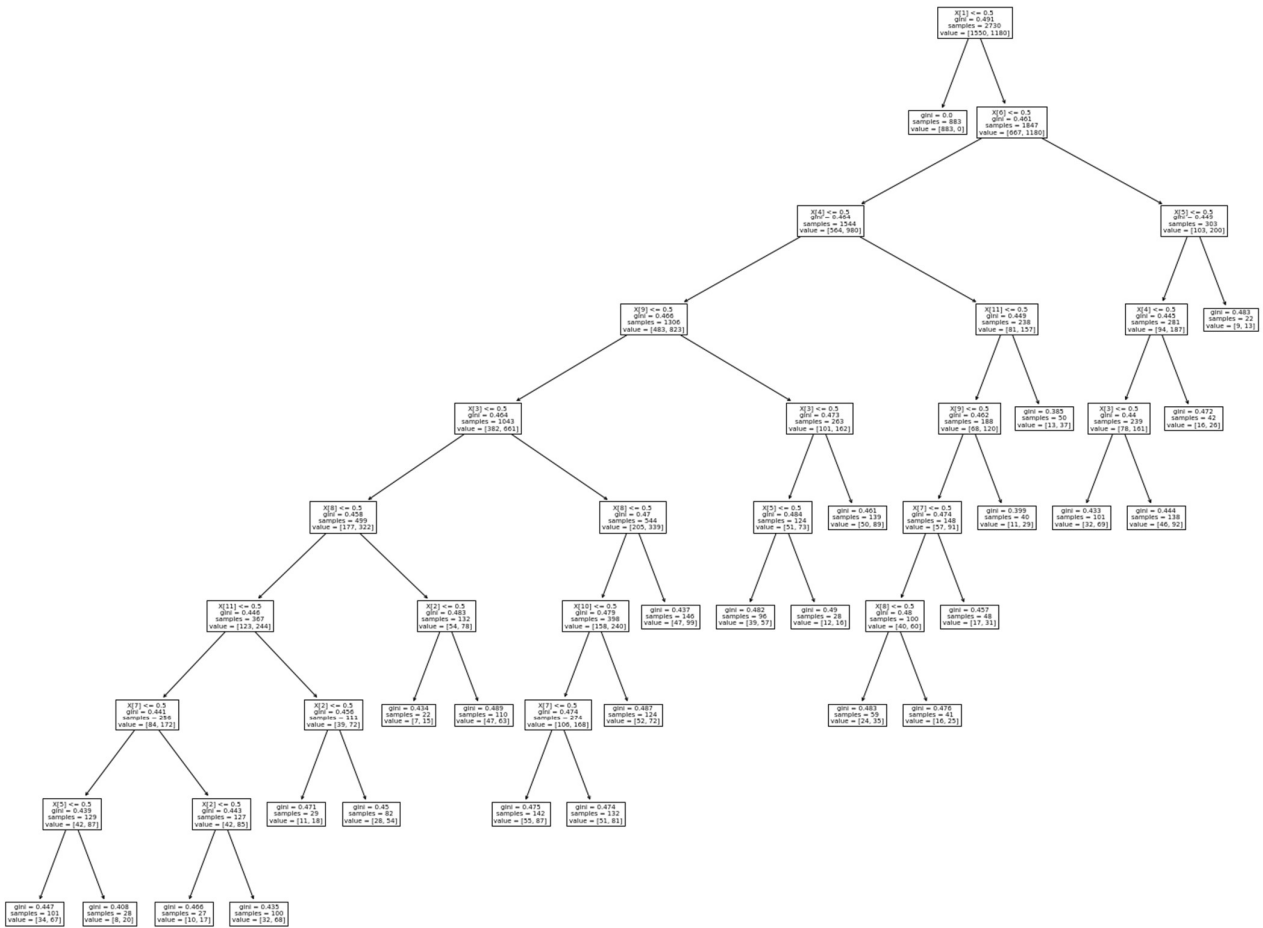 X[1] <= 0.5
gini = 0.491
samples = 2730
value = [1550, 1180]
gini = 0.0
samples = 883
value = [883, 0]
X[6] <= 0.5
gini = 0.461
samples = 1847
value = [667, 1180]
X[4] <= 0.5
gini = 0.464
samples = 1544
value = [564, 980]
X[5] <= 0.5
gini = 0.449
samples = 303
value = [103, 200]
X[9] <= 0.5
gini = 0.466
samples = 1306
value = [483, 823]
X[11] <= 0.5
gini = 0.449
samples = 238
value = [81, 157]
X[4] <= 0.5
gini = 0.445
samples = 281
value = [94, 187]
gini = 0.483
samples = 22
value = [9, 13]
X[3] <= 0.5
gini = 0.464
samples = 1043
value = [382, 661]
X[3] <= 0.5
gini = 0.473
samples = 263
value = [101, 162]
X[9] <= 0.5
gini = 0.462
samples = 188
value = [68, 120]
gini = 0.385
samples = 50
value = [13, 37]
X[3] <= 0.5
gini = 0.44
samples = 239
value = [78, 161]
gini = 0.472
samples = 42
value = [16, 26]
X[8] <= 0.5
gini = 0.458
samples = 499
value = [177, 322]
X[8] <= 0.5
gini = 0.47
samples = 544
value = [205, 339]
X[5] <= 0.5
gini = 0.484
samples = 124
value = [51, 73]
gini = 0.461
samples = 139
value = [50, 89]
X[7] <= 0.5
gini = 0.474
samples = 148
value = [57, 91]
gini = 0.399
samples = 40
value = [11, 29]
gini = 0.433
samples = 101
value = [32, 69]
gini = 0.444
samples = 138
value = [46, 92]
X[11] <= 0.5
gini = 0.446
samples = 367
value = [123, 244]
X[2] <= 0.5
gini = 0.483
samples = 132
value = [54, 78]
X[10] <= 0.5
gini = 0.479
samples = 398
value = [158, 240]
gini = 0.437
samples = 146
value = [47, 99]
gini = 0.482
samples = 96
value = [39, 57]
gini = 0.49
samples = 28
value = [12, 16]
X[8] <= 0.5
gini = 0.48
samples = 100
value = [40, 60]
gini = 0.457
samples = 48
value = [17, 31]
X[7] <= 0.5
gini = 0.441
samples = 256
value = [84, 172]
X[2] <= 0.5
gini = 0.456
samples = 111
value = [39, 72]
gini = 0.434
samples = 22
value = [7, 15]
gini = 0.489
samples = 110
value = [47, 63]
X[7] <= 0.5
gini = 0.474
samples = 274
value = [106, 168]
gini = 0.487
samples = 124
value = [52, 72]
gini = 0.483
samples = 59
value = [24, 35]
gini = 0.476
samples = 41
value = [16, 25]
X[5] <= 0.5
gini = 0.439
samples = 129
value = [42, 87]
X[2] <= 0.5
gini = 0.443
samples = 127
value = [42, 85]
gini = 0.471
samples = 29
value = [11, 18]
gini = 0.45
samples = 82
value = [28, 54]
gini = 0.475
samples = 142
value = [55, 87]
gini = 0.474
samples = 132
value = [51, 81]
gini = 0.447
samples = 101
value = [34, 67]
gini = 0.408
samples = 28
value = [8, 20]
gini = 0.466
samples = 27
value = [10, 17]
gini = 0.435
samples = 100
value = [32, 68]